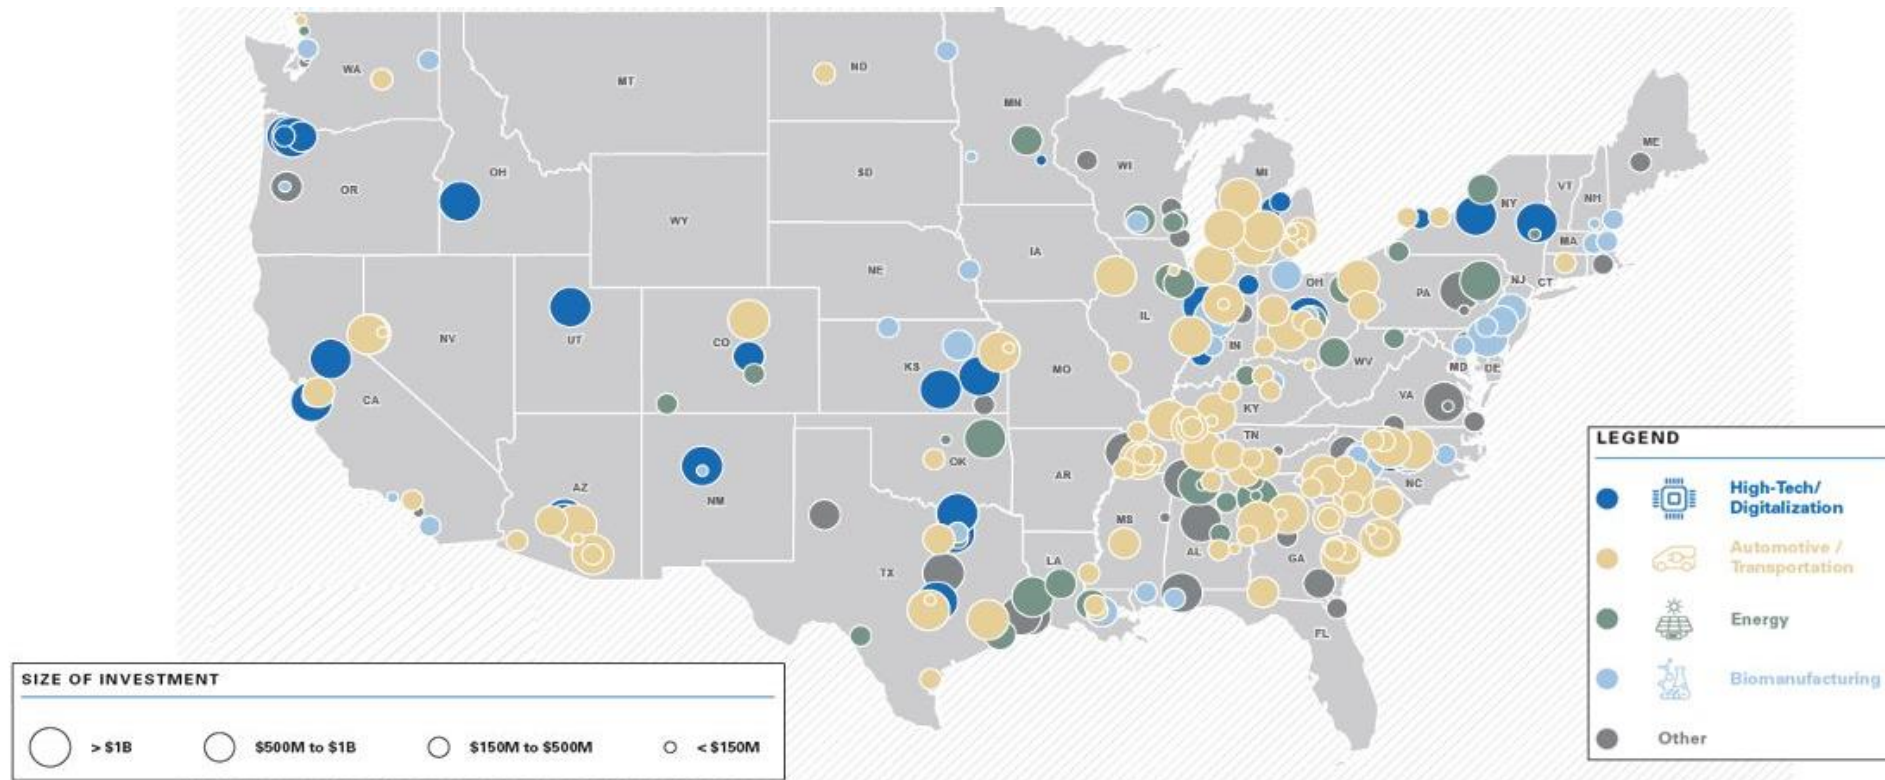 WA
MT
ND
MN
ME
OH
OR
SD
WI
MI
VT
NH
NY
WY
MA
IA
NE
OH
PA
NJ
CT
IL
NV
UT
CO
IN
WV
MD
DE
KS
MO
CA
VA
KY
TN
OK
AR
AZ
NM
NC
MS
AL
GA
LA
TX
FL
LEGEND
High-Tech/
Digitalization
Automotive /
Transportation
Energy
Biomanufacturing
Other
SIZE OF INVESTMENT
> $1B
$500M to $1B
$150M to $500M
< $150M